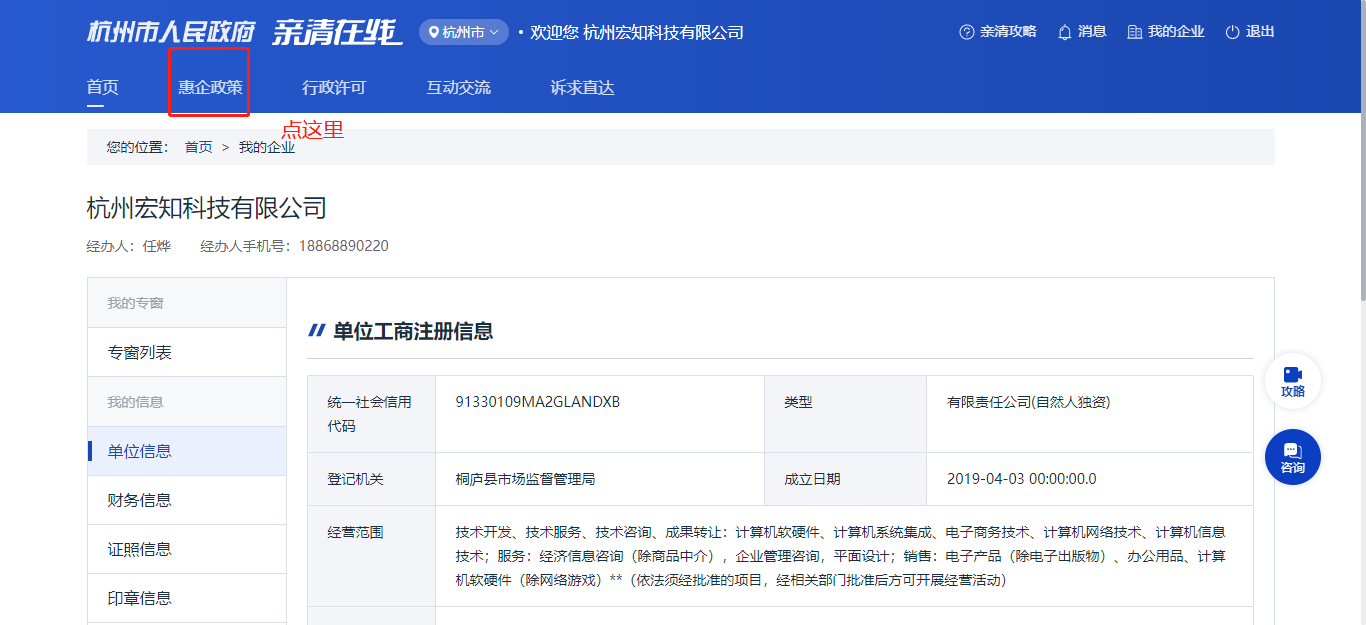 杭州市人民政府 亲清在线 杭州市 • 欢迎您 杭州宏知科技有限公司 亲清攻略 消息 我的企业 退出
首页 惠企政策 行政许可 互动交流 诉求直达
点这里
您的位置： 首页 > 我的企业
杭州宏知科技有限公司
经办人：任烨 经办人手机号：18868890220
我的专窗
专窗列表
我的信息
单位信息
财务信息
证照信息
印章信息
单位工商注册信息
统一社会信用
代码
91330109MA2GLANDXB
类型
有限责任公司(自然人独资)
登记机关
桐庐县市场监督管理局
成立日期
2019-04-03 00:00:00.0
经营范围
技术开发、技术服务、技术咨询、成果转让：计算机软硬件、计算机系统集成、电子商务技术、计算机网络技术、计算机信息
技术；服务：经济信息咨询（除商品中介），企业管理咨询，平面设计；销售：电子产品（除电子出版物）、办公用品、计算
机软硬件（除网络游戏）**（依法须经批准的项目，经相关部门批准后方可开展经营活动）
攻略
咨询